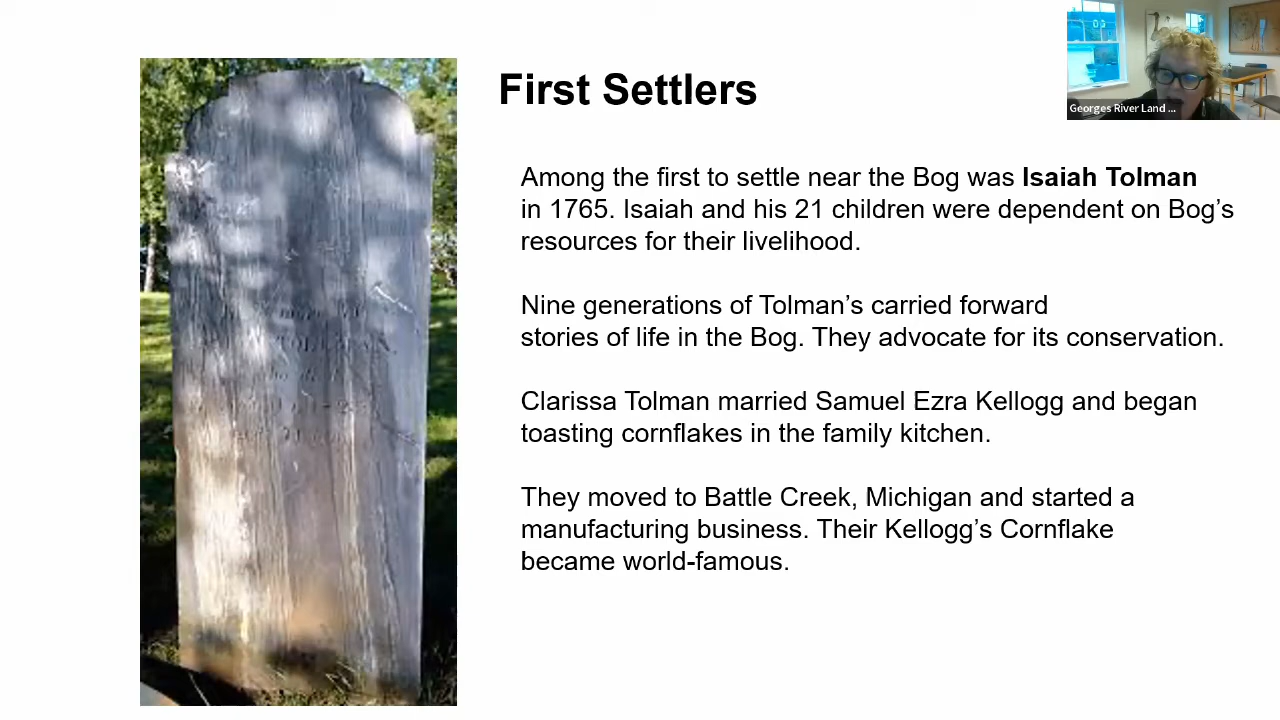 First Settlers
Georges River Land ...
Among the first to settle near the Bog was Isaiah Tolman
in 1765. Isaiah and his 21 children were dependent on Bog’s
resources for their livelihood.
Nine generations of Tolman’s carried forward
stories of life in the Bog. They advocate for its conservation.
Clarissa Tolman married Samuel Ezra Kellogg and began
toasting cornflakes in the family kitchen.
They moved to Battle Creek, Michigan and started a
manufacturing business. Their Kellogg’s Cornflake
became world-famous.